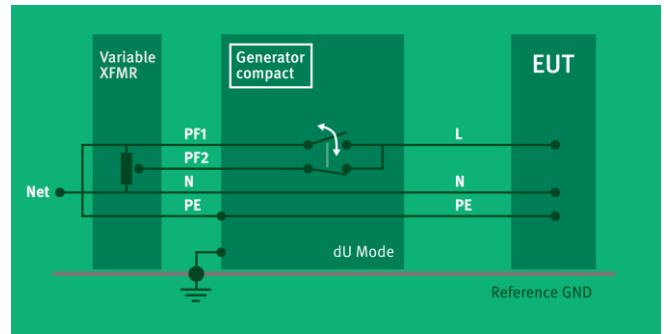 Variable
XFMR
Generator
compact
EUT
PF1
L
PF2
Net
N
N
PE
PE
dU Mode
Reference GND